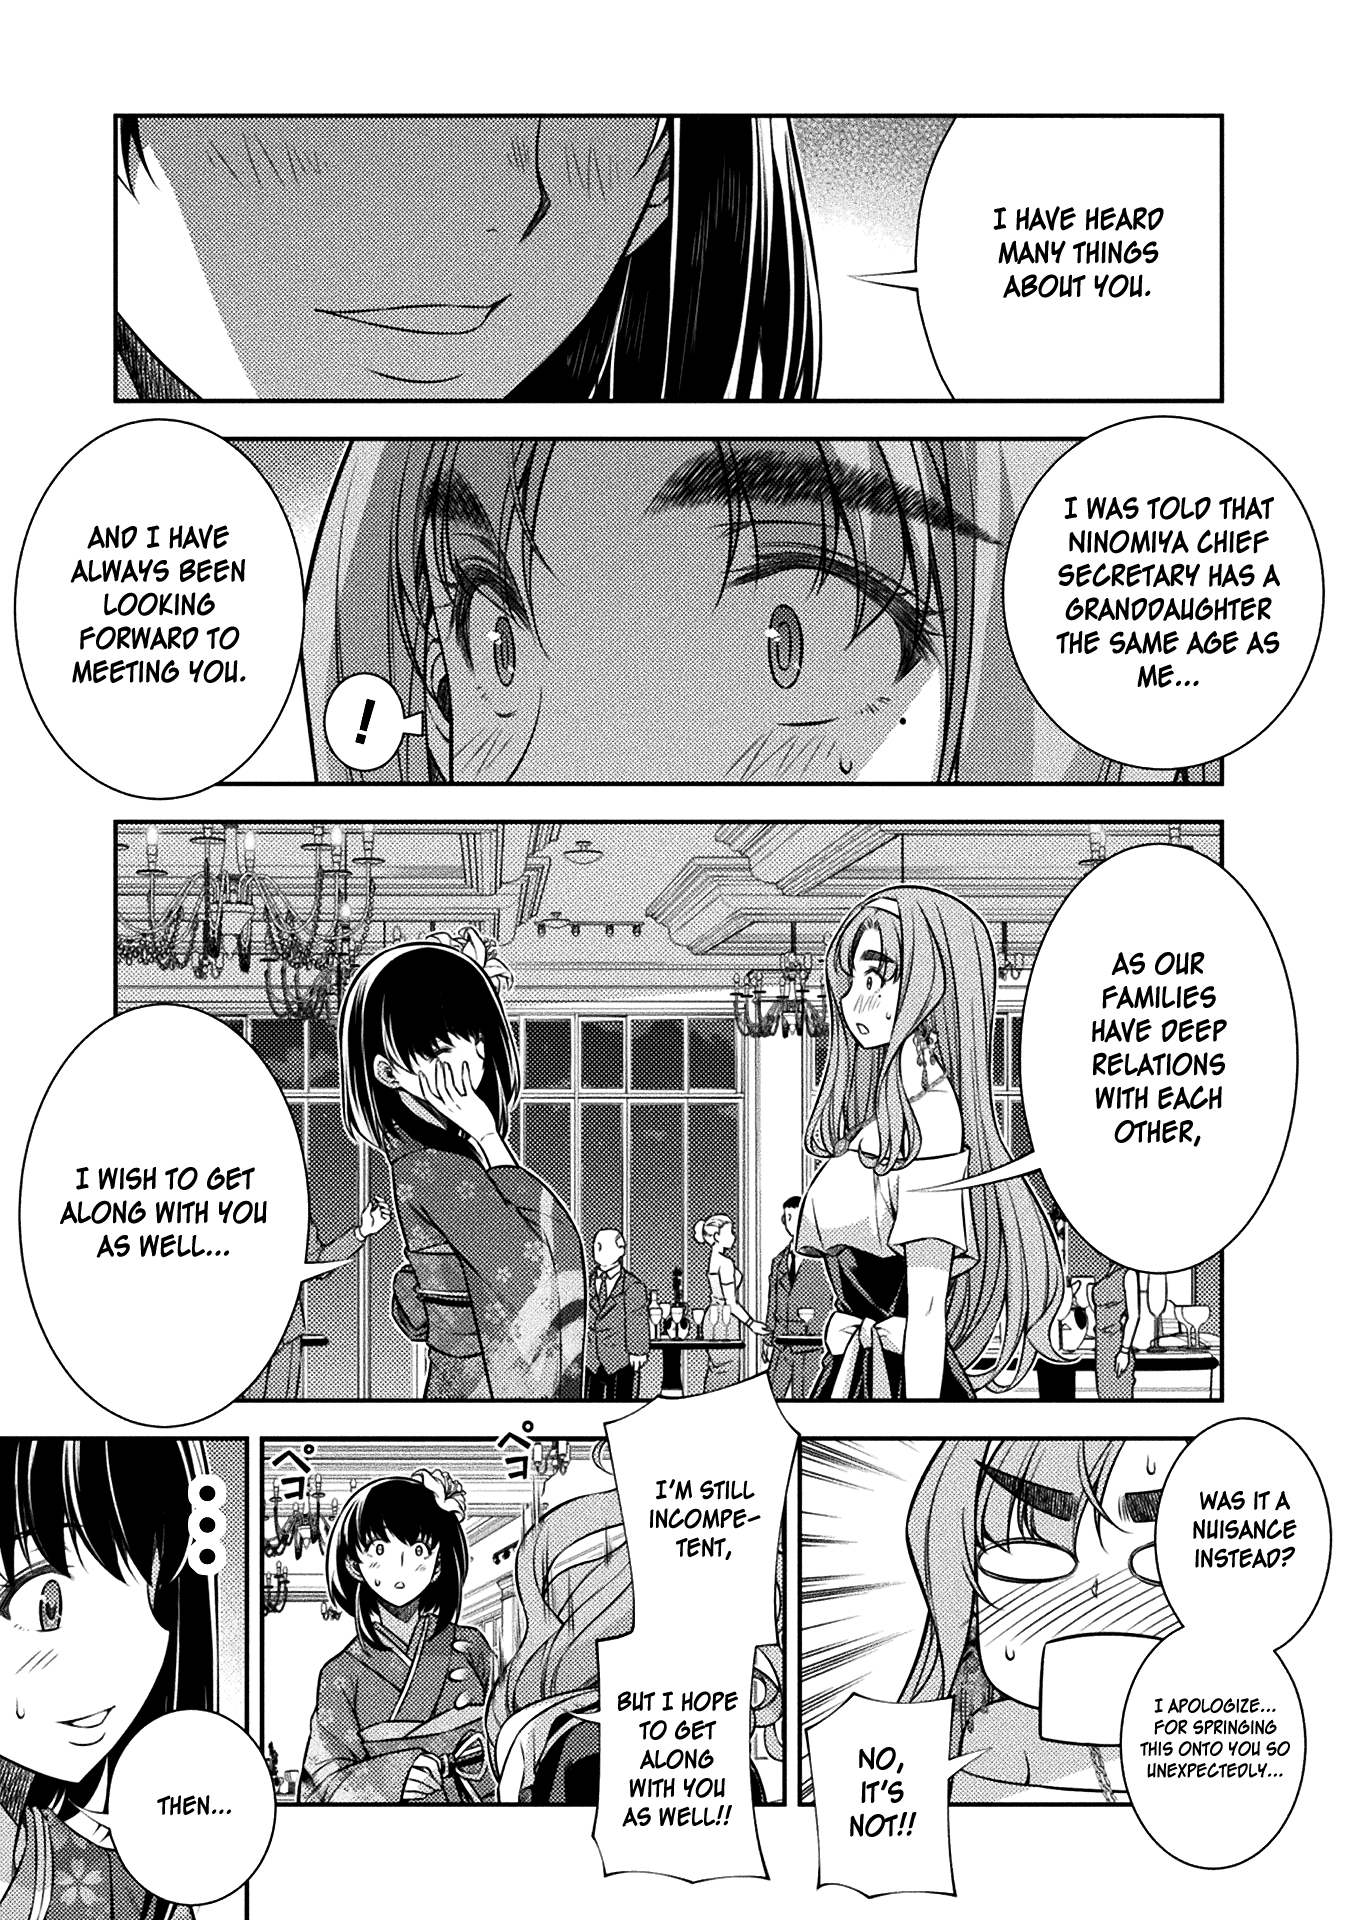 I HAVE HEARD
MANY THINGS
ABOUT YOU.
I WAS TOLD THAT
NINOMIYA CHIEF
SECRETARY HAS A
GRANDDAUGHTER
THE SAME AGE AS
ME...
AND I HAVE
ALWAYS BEEN
LOOKING
FORWARD TO
MEETING YOU.
!
AS OUR
FAMILIES
HAVE DEEP
RELATIONS
WITH EACH
OTHER,
I WISH TO GET
ALONG WITH YOU
AS WELL...
WAS IT A
NUISANCE
INSTEAD?
I APOLOGIZE...
FOR SPRINGING
THIS ONTO YOU SO
UNEXPECTEDLY...
NO,
IT'S
NOT!!
I'M STILL
INCOMPE-
TENT,
BUT I HOPE
TO GET
ALONG
WITH YOU
AS WELL!!
ペコ
ペコ
...
THEN...